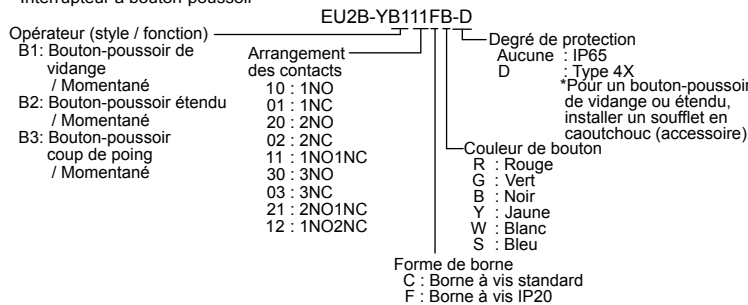 Interrupteur à bouton-poussoir
EU2B-YB111FB-D
Opérateur (style / fonction)
B1: Bouton-poussoir de
vidange
/ Momentané
B2: Bouton-poussoir étendu
/ Momentané
B3: Bouton-poussoir
coup de poing
/ Momentané
Arrangement
des contacts
10 : 1NO
01 : 1NC
20 : 2NO
02 : 2NC
11 : 1NO1NC
30 : 3NO
03 : 3NC
21 : 2NO1NC
12 : 1NO2NC
Degré de protection
Aucune : IP65
D : Type 4X
*Pour un bouton-poussoir
de vidange ou étendu,
installer un soufflet en
caoutchouc (accessoire)
Couleur de bouton
R : Rouge
G : Vert
B : Noir
Y : Jaune
W : Blanc
S : Bleu
Forme de borne
C : Borne à vis standard
F : Borne à vis IP20